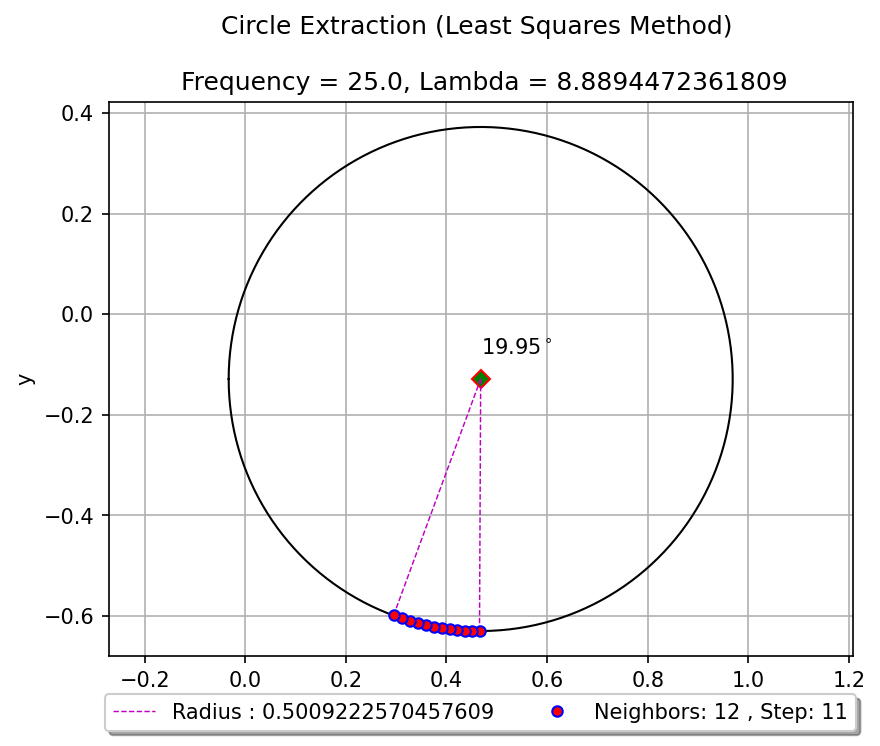 Circle Extraction (Least Squares Method)
Frequency = 25.0, Lambda = 8.8894472361809
0.4
0.2
0.0
−0.2
−0.4
−0.6
y
19.95°
−0.2 0.0 0.2 0.4 0.6 0.8 1.0 1.2
Radius : 0.5009222570457609 Neighbors: 12 , Step: 11